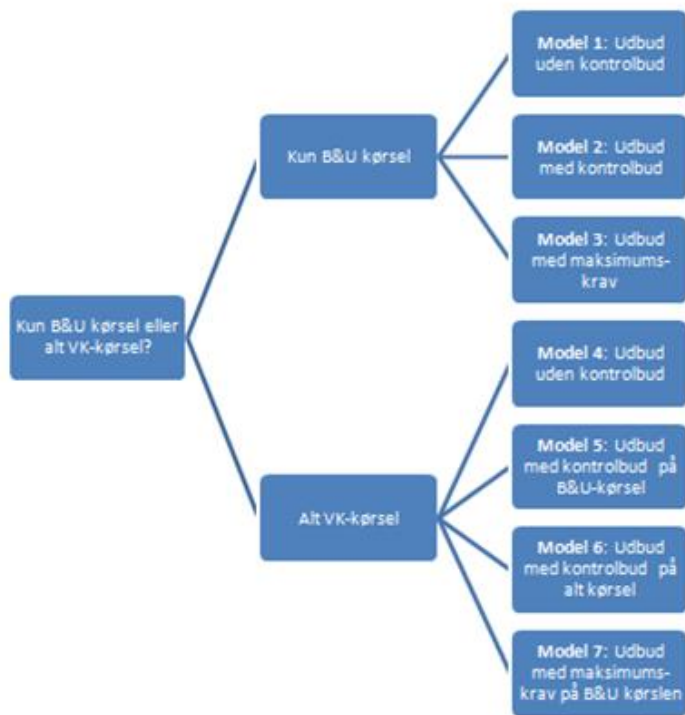 Model 1: Udbud
uden kontrolbud
Kun B&U kørsel
Model 2: Udbud
med kontrolbud
Model 3: Udbud
med maksimums-
krav
Kun B&U kørsel eller
alt VK-kørsel?
Model 4: Udbud
uden kontrolbud
Model 5: Udbud
med kontrolbud på
B&U-kørsel
Alt VK-kørsel
Model 6: Udbud
med kontrolbud på
alt kørsel
Model 7: Udbud
med maksimums-
krav på B&U kørslen